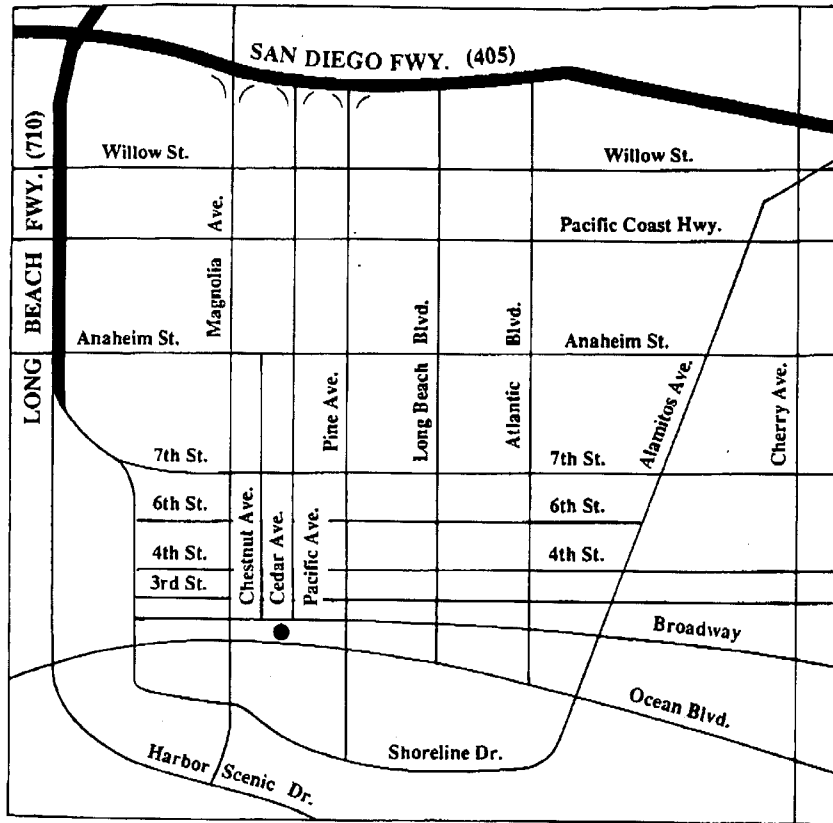 SAN DIEGO FWY. (405)
LONG BEACH FWY. (710)
Willow St.
Willow St.
Magnolia Ave.
Pacific Coast Hwy.
Anaheim St.
Long Beach Blvd.
Atlantic Blvd.
Anaheim St.
Pine Ave.
Alamitos Ave.
Cherry Ave.
7th St.
7th St.
6th St.
Chestnut Ave.
Cedar Ave.
Pacific Ave.
6th St.
4th St.
4th St.
3rd St.
Broadway
Ocean Blvd.
Shoreline Dr.
Harbor Scenic Dr.